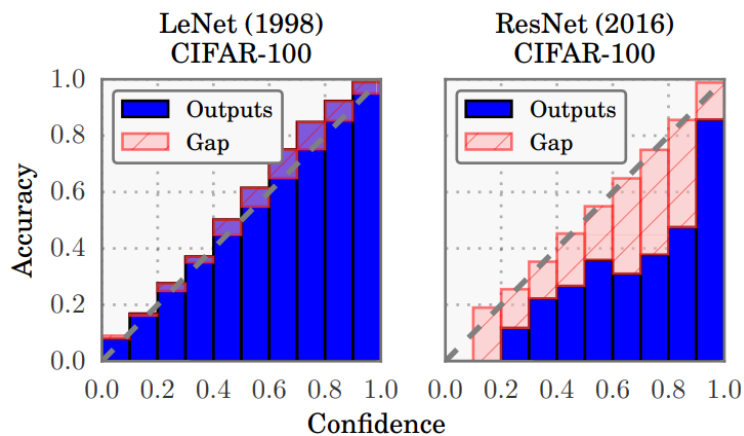 LeNet (1998)
CIFAR-100
ResNet (2016)
CIFAR-100
1.0
0.8
0.6
0.4
0.2
0.0
Accuracy
Outputs
Gap
Outputs
Gap
0.0 0.2 0.4 0.6 0.8 1.0
0.0 0.2 0.4 0.6 0.8 1.0
Confidence